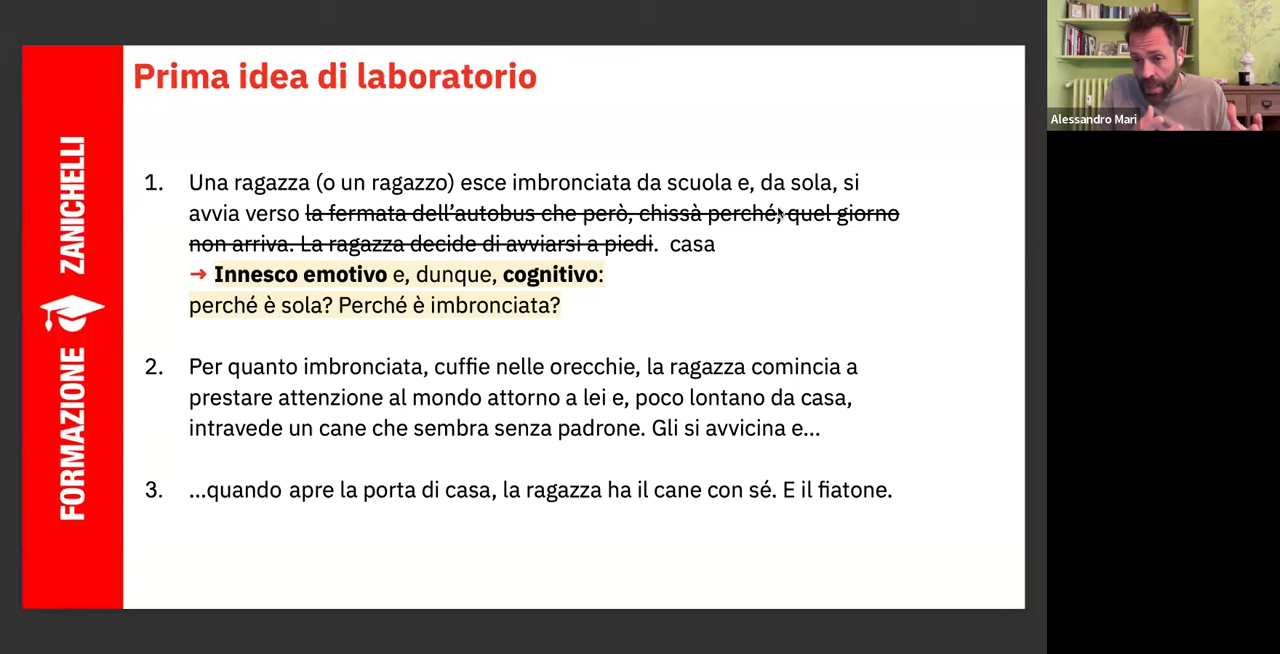 Prima idea di laboratorio
1. Una ragazza (o un ragazzo) esce imbronciata da scuola e, da sola, si
avvia verso la fermata dell’autobus che però, chissà perché, quel giorno
non arriva. La ragazza decide di avviarsi a piedi. casa
→ Innesco emotivo e, dunque, cognitivo:
perché è sola? Perché è imbronciata?
2. Per quanto imbronciata, cuffie nelle orecchie, la ragazza comincia a
prestare attenzione al mondo attorno a lei e, poco lontano da casa,
intravede un cane che sembra senza padrone. Gli si avvicina e...
3. ...quando apre la porta di casa, la ragazza ha il cane con sé. E il fiatone.
FORMAZIONE ZANICHELLI
Alessandro Mari